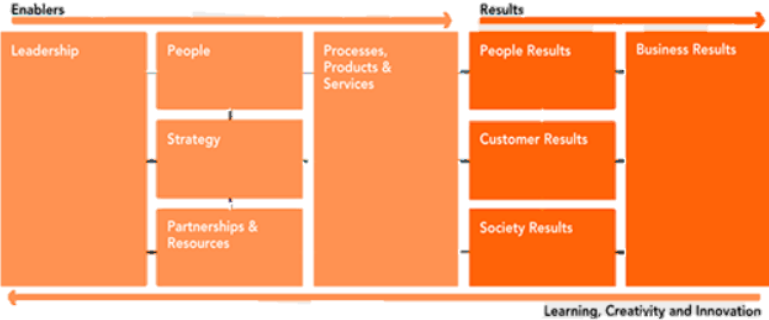 Enablers
Results
Leadership
People
Processes,
Products &
Services
People Results
Business Results
Strategy
Customer Results
Partnerships &
Resources
Society Results
Learning, Creativity and Innovation